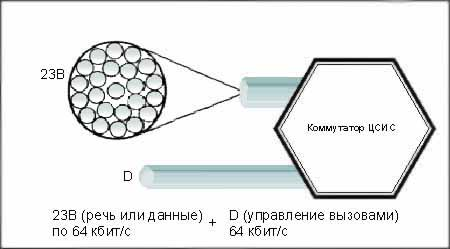 23B
Коммутатор ЦСИС
D
23B (речь или данные) + D (управление вызовами)
по 64 кбит/с 64 кбит/с